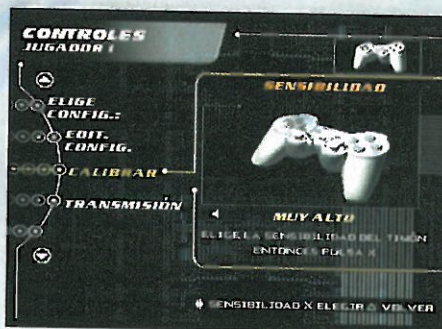 CONTROLES
JUGADOR 1
ELIGE
CONFIG.:
EDIT.
CONFIG.
CALIBRAR
TRANSMISIÓN
SENSIBILIDAD
MUY ALTO
ELIGE LA SENSIBILIDAD DEL TIMÓN
ENTONCES PULSA X
SENSIBILIDAD X ELEGIR △ VOLVER